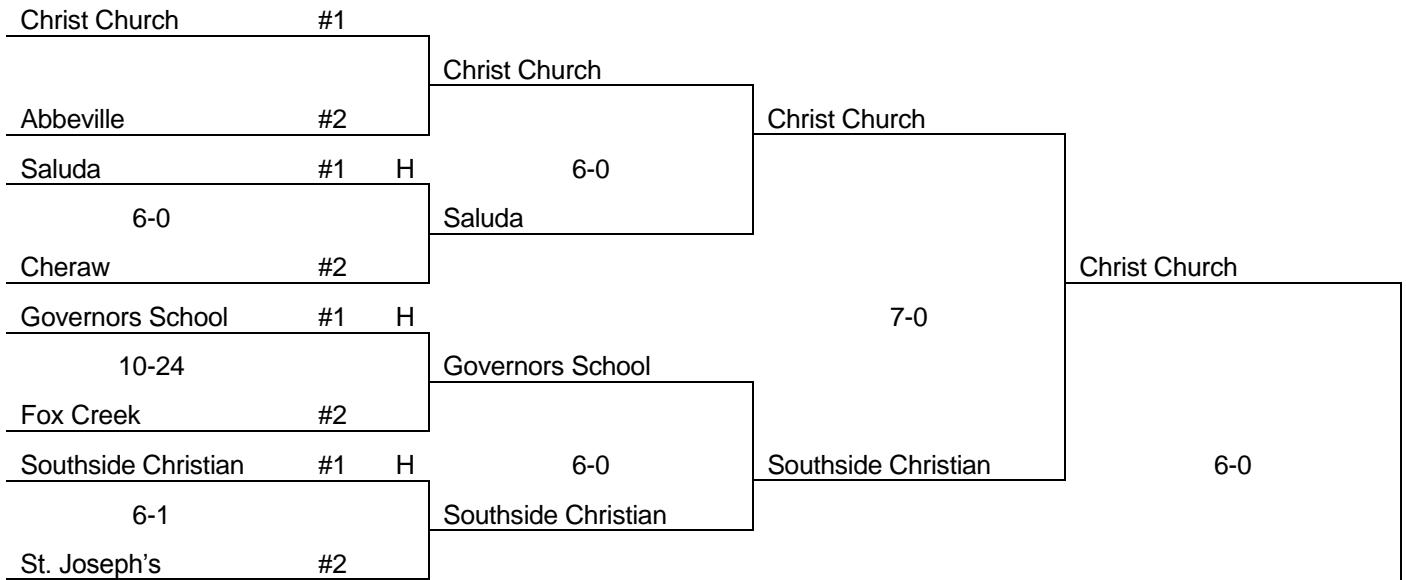 Christ Church #1
Christ Church
Abbeville #2 Christ Church
Saluda #1 H 6-0
6-0 Saluda
Cheraw #2 Christ Church
Governors School #1 H 7-0
10-24 Governors School
Fox Creek #2
Southside Christian #1 H 6-0 Southside Christian 6-0
6-1 Southside Christian
St. Joseph’s #2